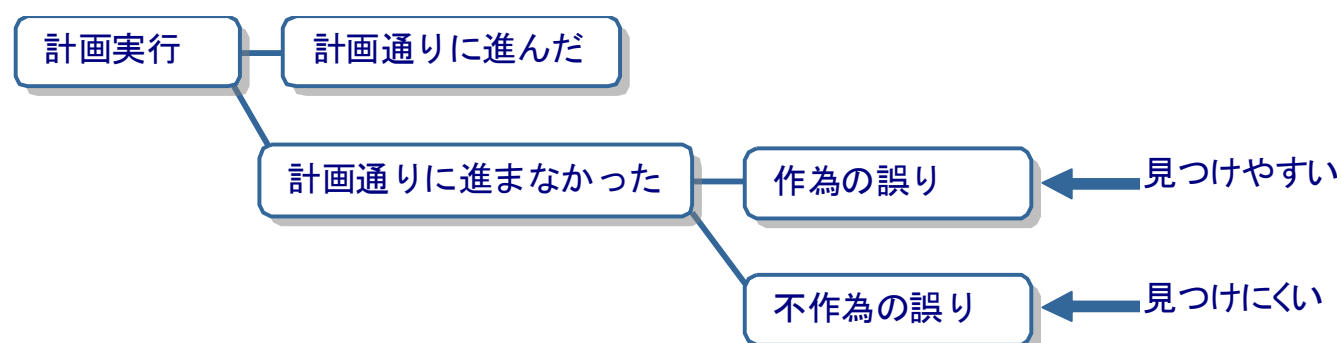 計画実行
計画通りに進んだ
計画通りに進まなかった
作為の誤り
見つけやすい
不作為の誤り
見つけにくい